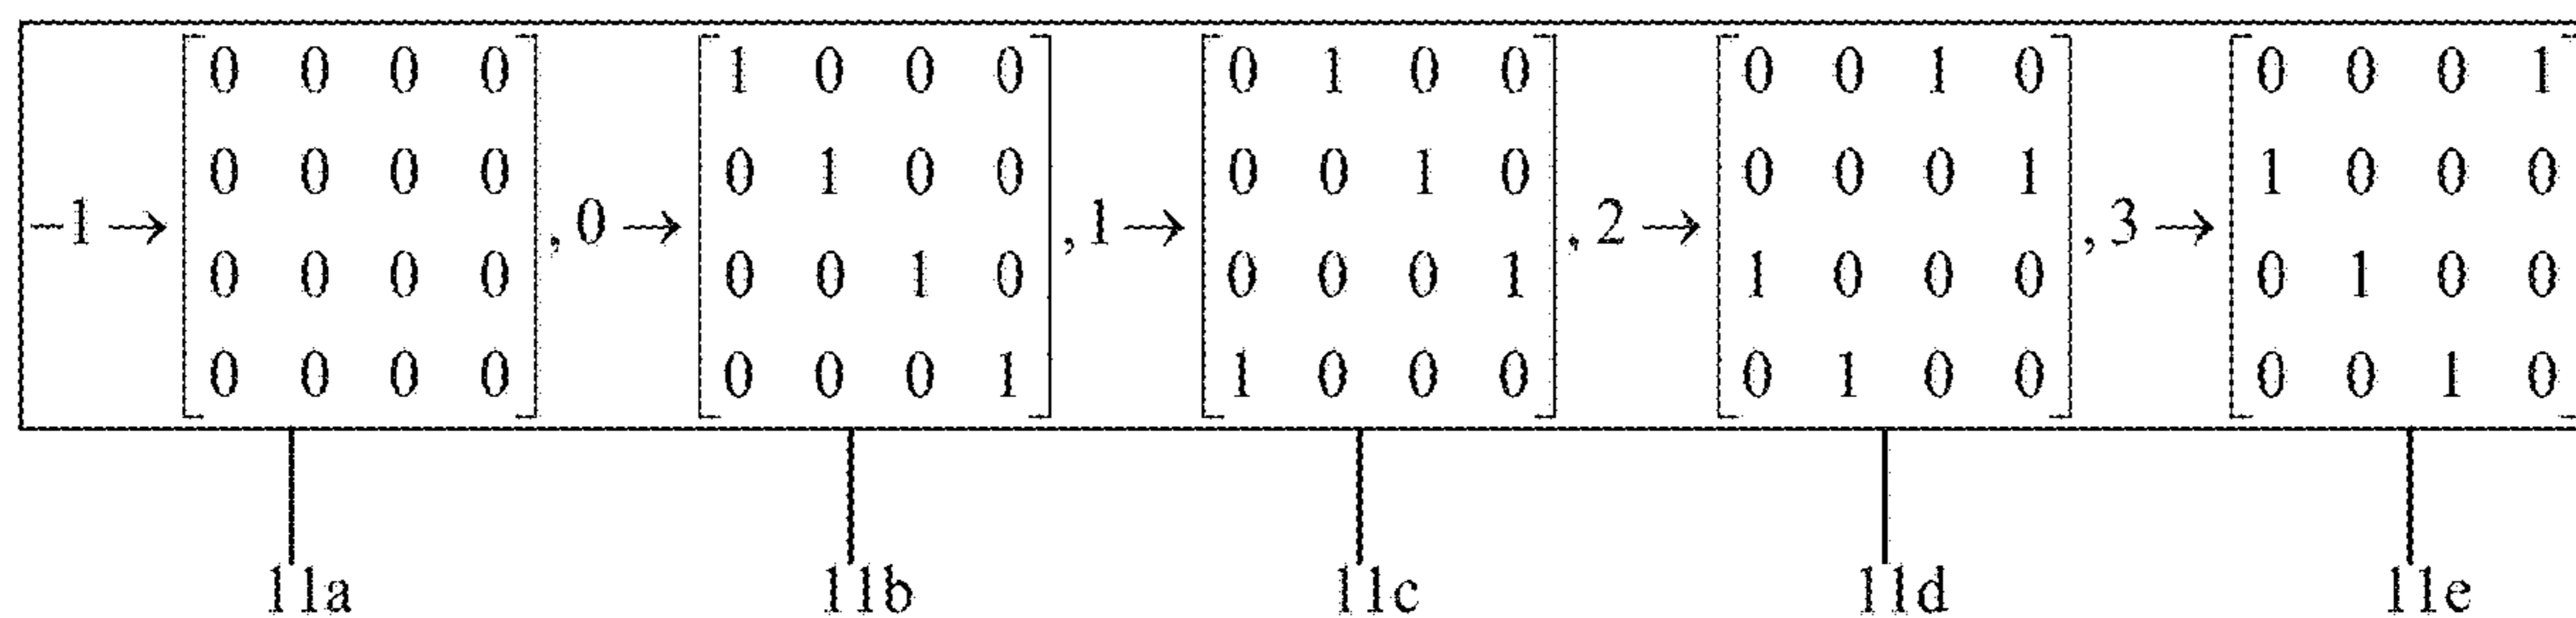 0 0 0 0 1 0 0 0 0 1 0 0 0 0 1 0 0 0 0 1
0 0 0 0 0 1 0 0 0 0 1 0 0 0 0 1 1 0 0 0
-1 → , 0 → , 1 → , 2 → , 3 →
0 0 0 0 0 0 1 0 0 0 0 1 1 0 0 0 0 1 0 0
0 0 0 0 0 0 0 1 1 0 0 0 0 1 0 0 0 0 1 0
11a 11b 11c 11d 11e